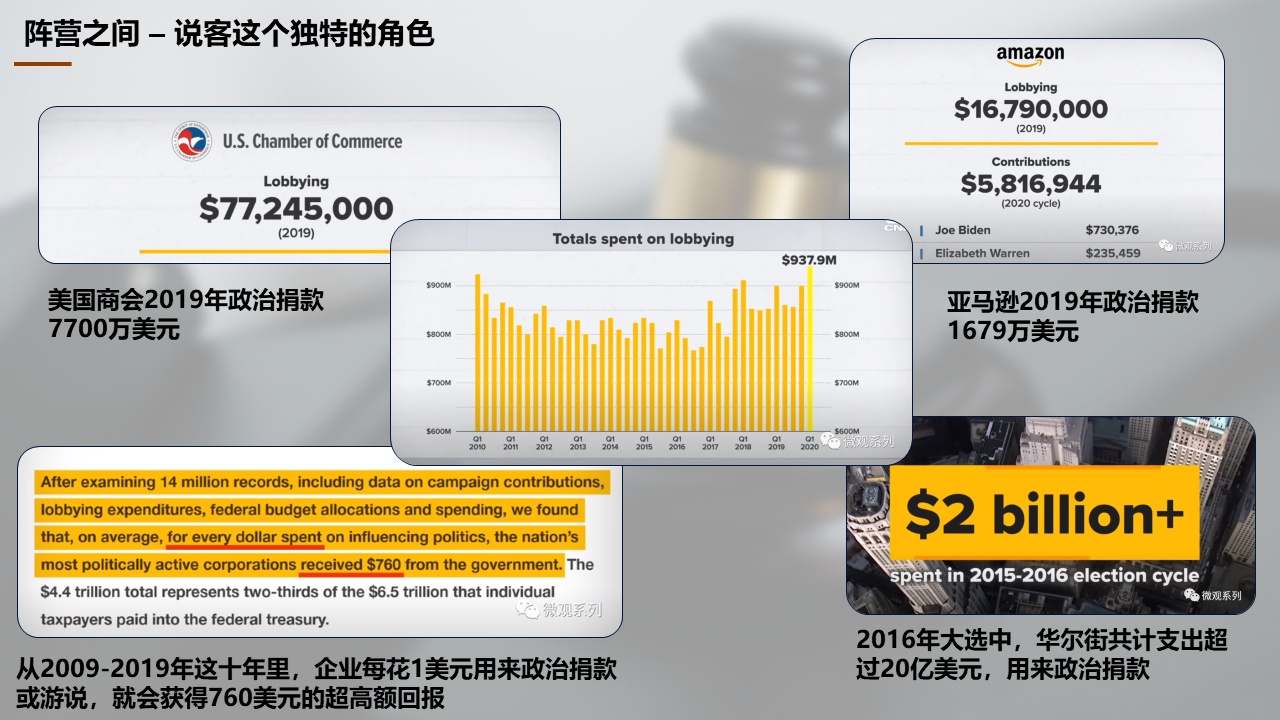 阵营之间 – 说客这个独特的角色
U.S. Chamber of Commerce
Lobbying
$77,245,000
(2019)
美国商会2019年政治捐款
7700万美元
amazon
Lobbying
$16,790,000
(2019)
Contributions
$5,816,944
(2020 cycle)
Joe Biden $730,376
Elizabeth Warren $235,459
微观系列
亚马逊2019年政治捐款
1679万美元
Totals spent on lobbying
$937.9M
$900M $900M
$800M $800M
$700M $700M
$600M $600M
Q1 Q1 Q1 Q1 Q1 Q1 Q1 Q1 Q1 Q1 Q1
2010 2011 2012 2013 2014 2015 2016 2017 2018 2019 2020
微观系列
After examining 14 million records, including data on campaign contributions,
lobbying expenditures, federal budget allocations and spending, we found
that, on average, for every dollar spent on influencing politics, the nation's
most politically active corporations received $760 from the government. The
$4.4 trillion total represents two-thirds of the $6.5 trillion that individual
taxpayers paid into the federal treasury.
微观系列
从2009-2019年这十年里，企业每花1美元用来政治捐款
或游说，就会获得760美元的超高额回报
$2 billion+
spent in 2015-2016 election cycle
微观系列
2016年大选中，华尔街共计支出超
过20亿美元，用来政治捐款